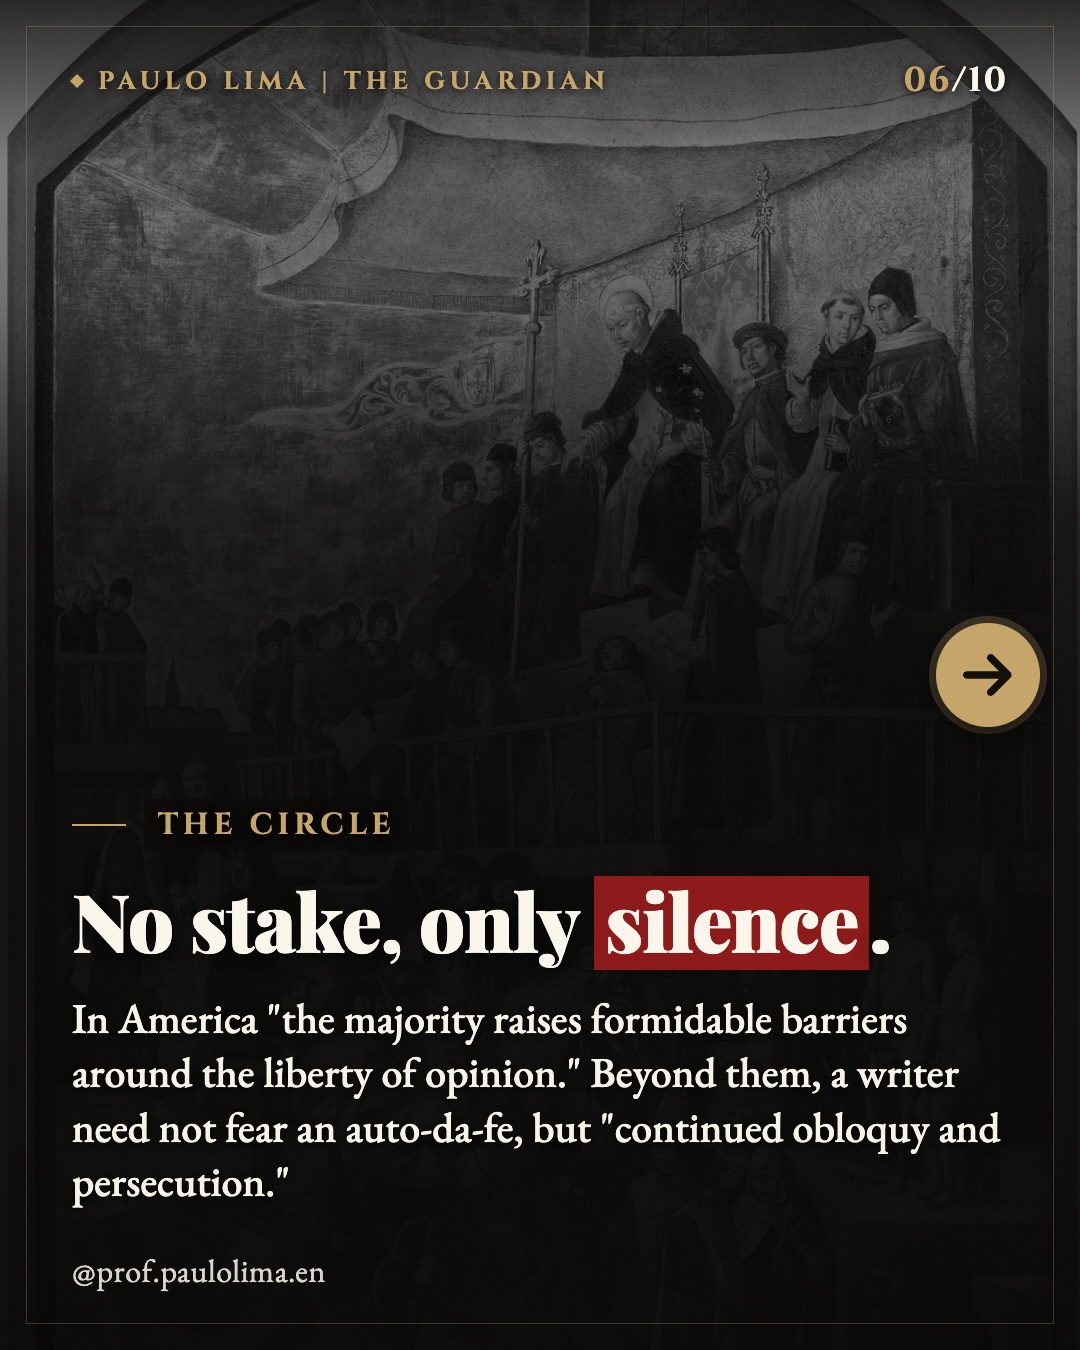 ◆ PAULO LIMA | THE GUARDIAN
06/10
THE CIRCLE
No stake, only silence.
In America "the majority raises formidable barriers
around the liberty of opinion." Beyond them, a writer
need not fear an auto-da-fe, but "continued obloquy and
persecution."
@prof.paulolima.en